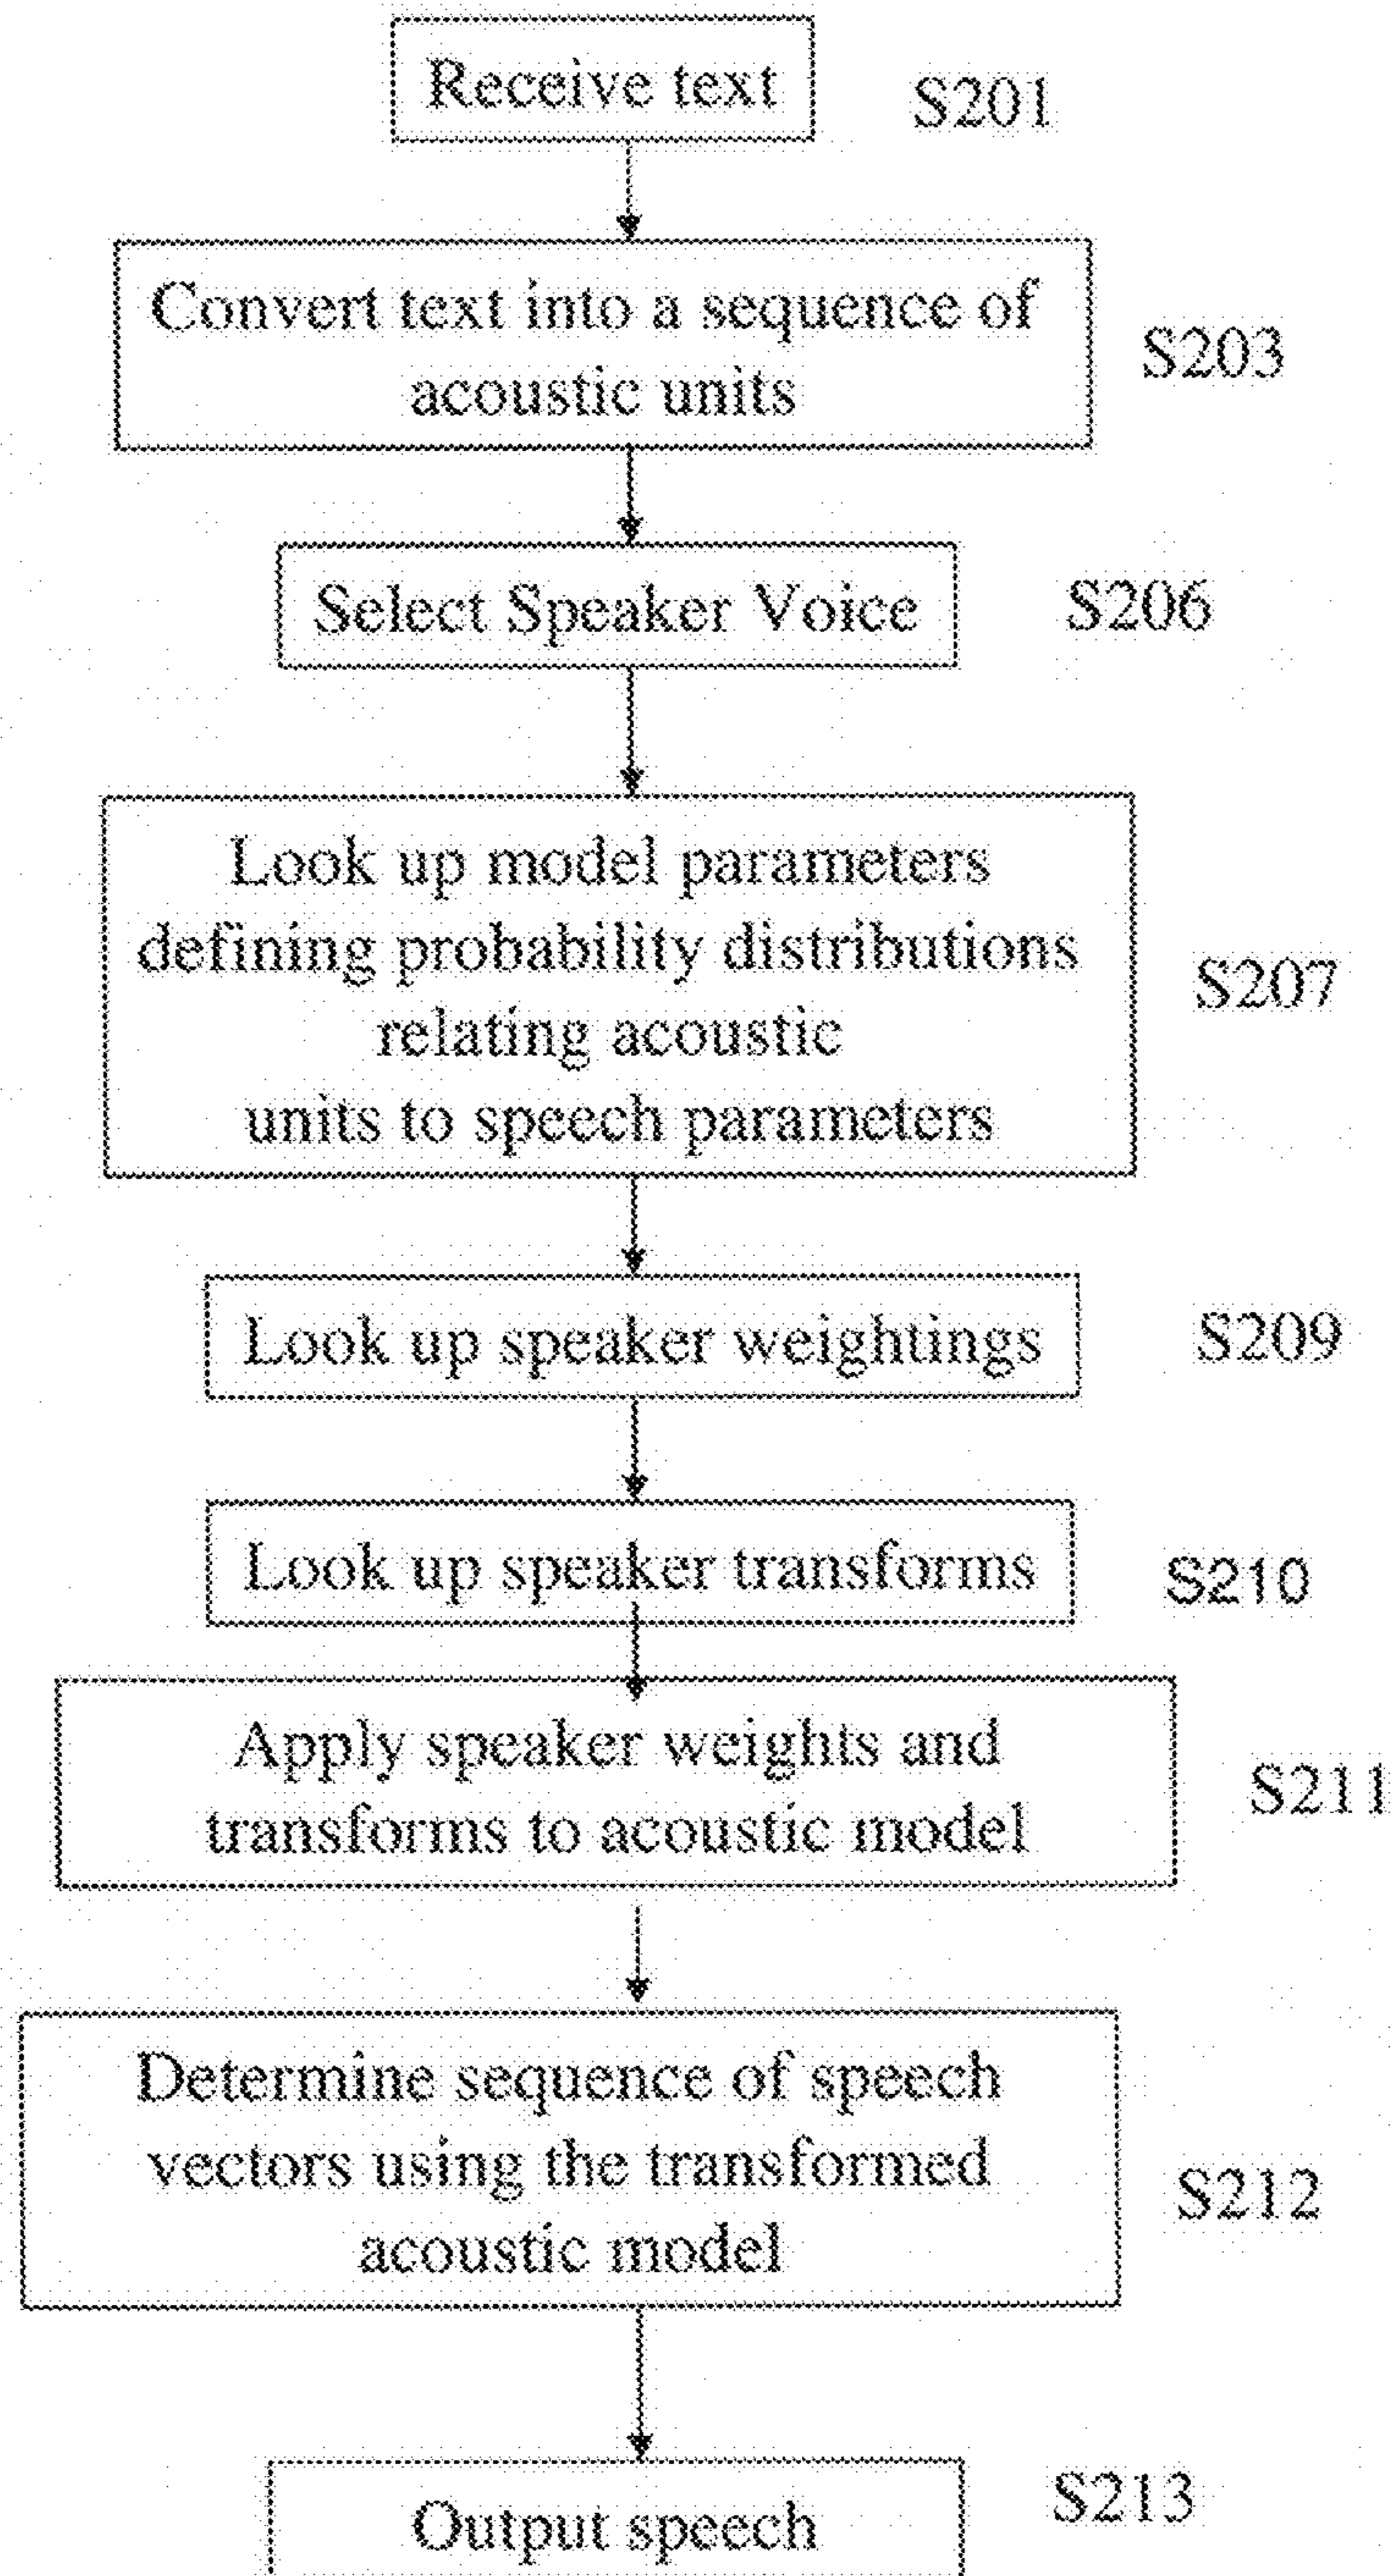 Receive text
S201
Convert text into a sequence of
acoustic units
S203
Select Speaker Voice
S206
Look up model parameters
defining probability distributions
relating acoustic
units to speech parameters
S207
Look up speaker weightings
S209
Look up speaker transforms
S210
Apply speaker weights and
transforms to acoustic model
S211
Determine sequence of speech
vectors using the transformed
acoustic model
S212
Output speech
S213